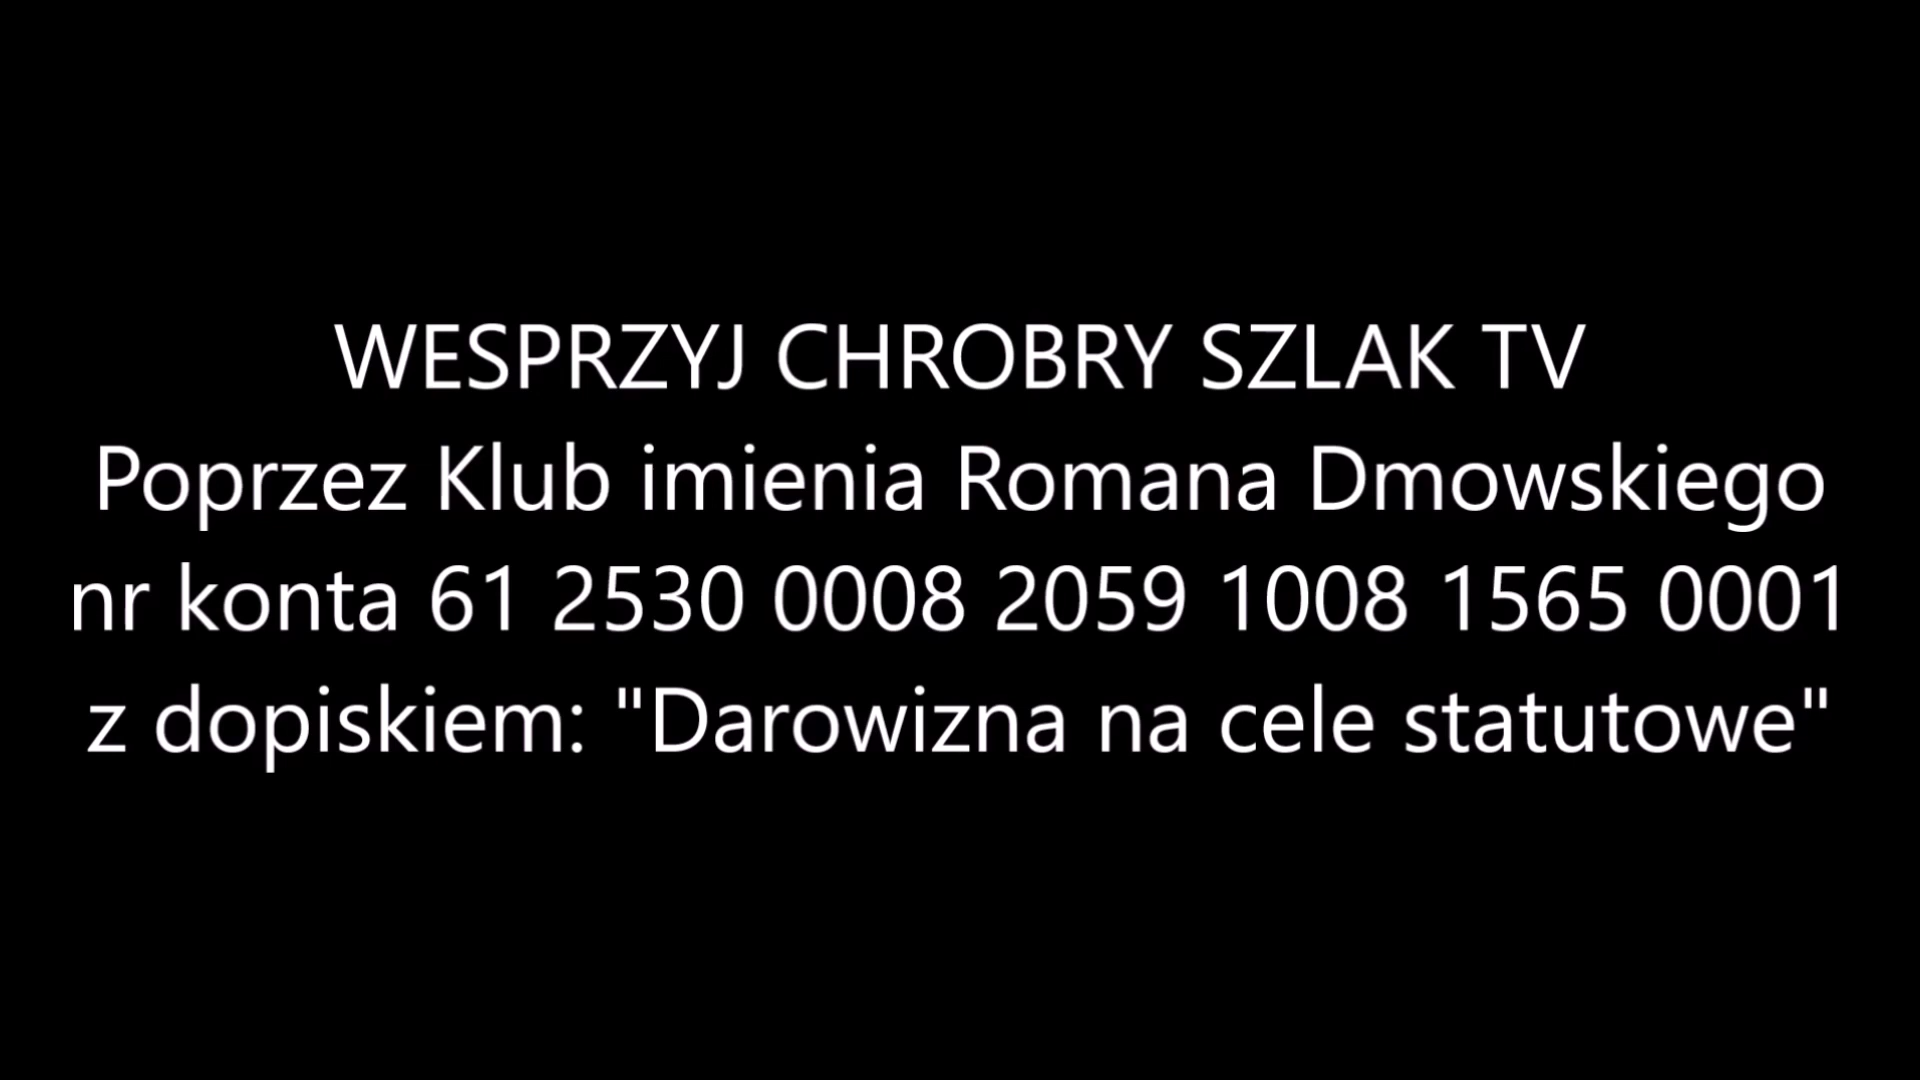 WESPRZYJ CHROBRY SZLAK TV
Poprzez Klub imienia Romana Dmowskiego
nr konta 61 2530 0008 2059 1008 1565 0001
z dopiskiem: "Darowizna na cele statutowe"